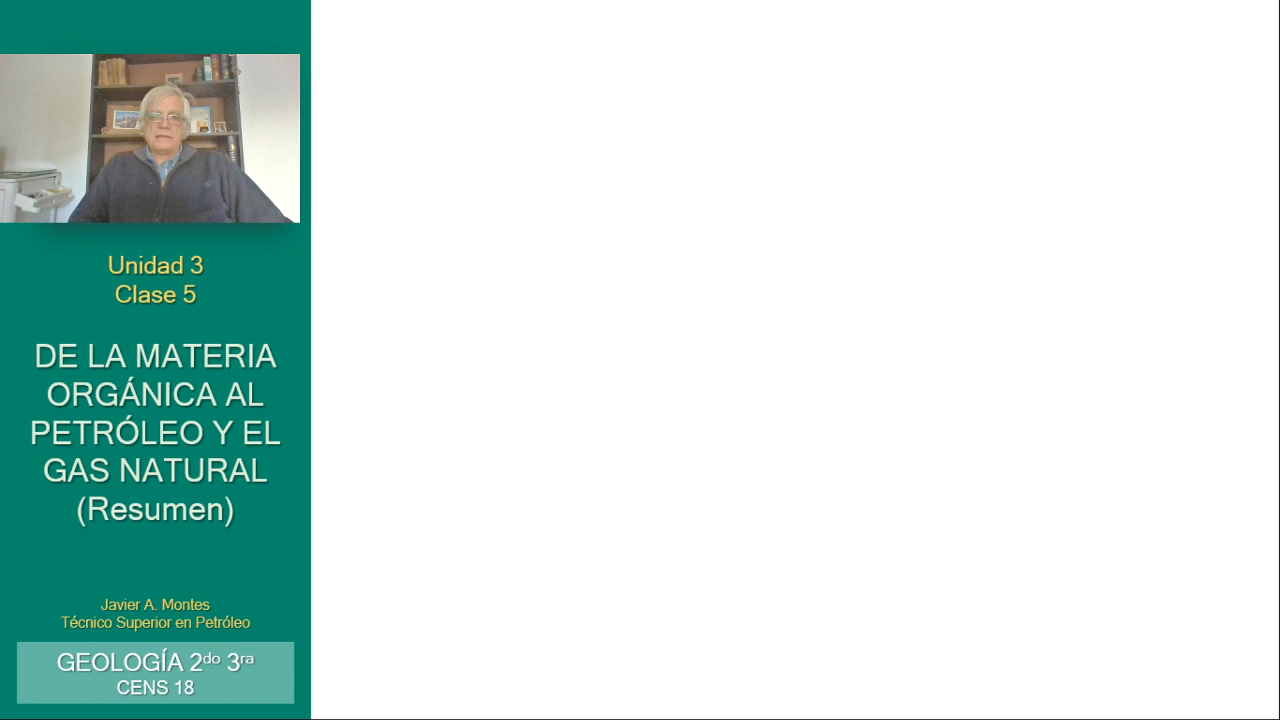 Unidad 3
Clase 5
DE LA MATERIA
ORGÁNICA AL
PETRÓLEO Y EL
GAS NATURAL
(Resumen)
Javier A. Montes
Técnico Superior en Petróleo
GEOLOGÍA 2do 3ra
CENS 18